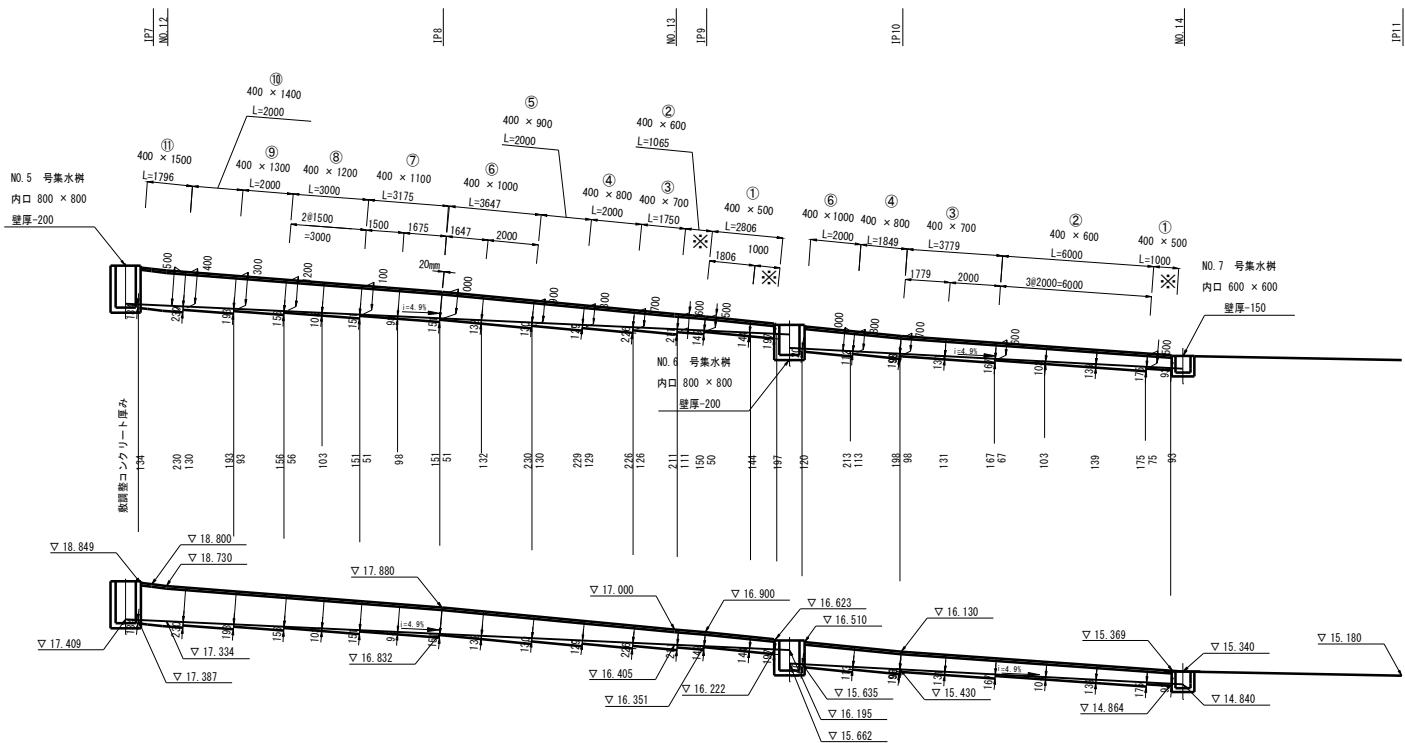 IP7
NO.12
IP8
NO.13
IP9
IP10
NO.14
IP11
⑩
400 × 1400
L=2000
⑤
400 × 900
L=2000
②
400 × 600
L=1065
⑪
400 × 1500
L=1796
⑨
400 × 1300
L=2000
⑧
400 × 1200
L=3000
⑦
400 × 1100
L=3175
⑥
400 × 1000
L=3647
④
400 × 800
L=2000
③
400 × 700
L=1750
①
400 × 500
L=2806
⑥
400 × 1000
L=2000
④
400 × 800
L=1849
③
400 × 700
L=3779
②
400 × 600
L=6000
①
400 × 500
L=1000
NO.5 号集水桝
内口 800 × 800
壁厚-200
2@1500
=3000
1500
1675
1647
2000
※
1806
1000
※
1779
2000
3@2000=6000
※
NO.7 号集水桝
内口 600 × 600
壁厚-150
20mm
i=4.9%
i=4.9%
NO.6 号集水桝
内口 800 × 800
壁厚-200
敷調整コンクリート厚み
134
230
130
193
93
156
56
103
151
51
98
151
51
132
230
130
229
129
226
126
211
111
150
50
144
197
120
213
113
198
98
131
167
67
103
139
175
75
93
▽ 18.849
▽ 18.800
▽ 18.730
▽ 17.880
▽ 17.000
▽ 16.900
▽ 16.623
▽ 16.510
▽ 16.130
▽ 15.369
▽ 15.340
▽ 15.180
i=4.9%
i=4.9%
▽ 17.409
▽ 17.334
▽ 17.387
▽ 16.832
▽ 16.405
▽ 16.351
▽ 16.222
▽ 15.635
▽ 16.195
▽ 15.662
▽ 15.430
▽ 14.864
▽ 14.840